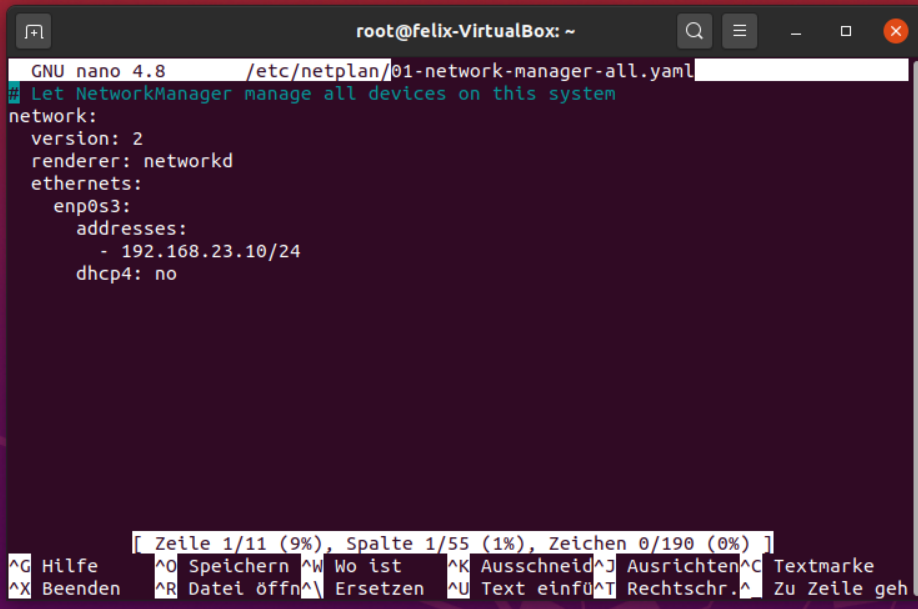 root@felix-VirtualBox: ~
GNU nano 4.8 /etc/netplan/01-network-manager-all.yaml
# Let NetworkManager manage all devices on this system
network:
  version: 2
  renderer: networkd
  ethernets:
    enp0s3:
      addresses:
        - 192.168.23.10/24
      dhcp4: no
[ Zeile 1/11 (9%), Spalte 1/55 (1%), Zeichen 0/190 (0%) ]
^G Hilfe ^O Speichern ^W Wo ist ^K Ausschneid^J Ausrichten^C Textmarke
^X Beenden ^R Datei öffn^\ Ersetzen ^U Text einfü^T Rechtschr.^ Zu Zeile geh